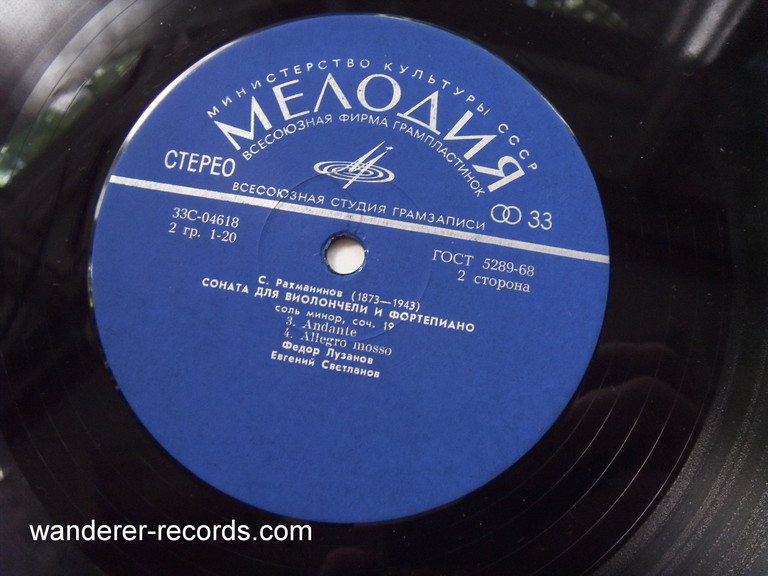 МИНИСТЕРСТВО КУЛЬТУРЫ СССР
МЕЛОДИЯ
ВСЕСОЮЗНАЯ ФИРМА ГРАМПЛАСТИНОК
СТЕРЕО
ВСЕСОЮЗНАЯ СТУДИЯ ГРАМЗАПИСИ
33
33С-04618
2 гр. 1-20
ГОСТ 5289-68
2 сторона
С. Рахманинов (1873—1943)
СОНАТА ДЛЯ ВИОЛОНЧЕЛИ И ФОРТЕПИАНО
соль минор, соч. 19
3. Andante
4. Allegro mosso
Федор Лузанов
Евгений Светланов
wanderer-records.com